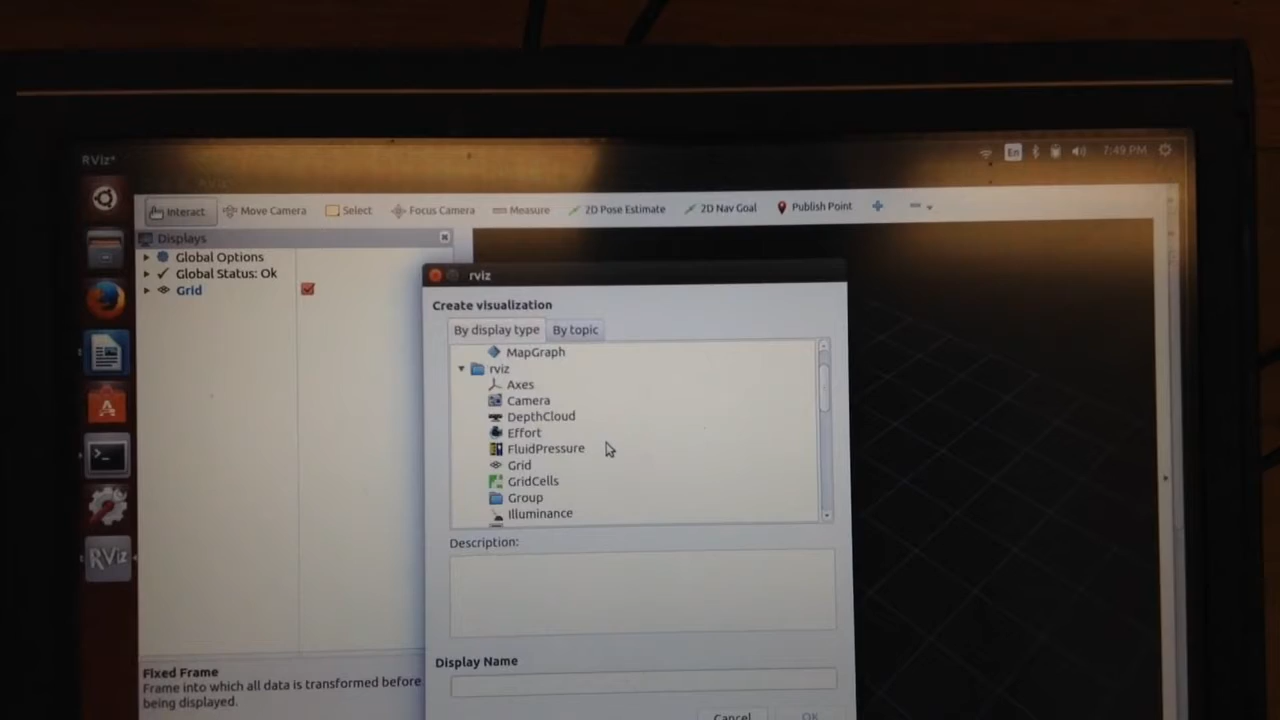 RViz*
En
7:49 PM
Interact
Move Camera
Select
Focus Camera
Measure
2D Pose Estimate
2D Nav Goal
Publish Point
Displays
Global Options
Global Status: Ok
Grid
rviz
Create visualization
By display type
By topic
MapGraph
rviz
Axes
Camera
DepthCloud
Effort
FluidPressure
Grid
GridCells
Group
Illuminance
Description:
RViz
Display Name
Fixed Frame
Frame into which all data is transformed before
being displayed.
Cancel
OK